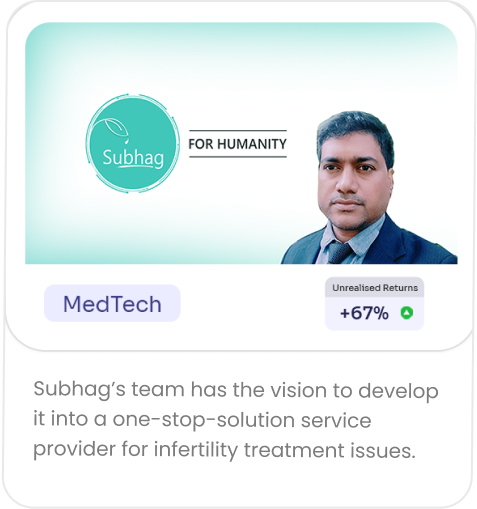 Subhag
FOR HUMANITY
MedTech
Unrealised Returns
+67%
Subhag’s team has the vision to develop
it into a one-stop-solution service
provider for infertility treatment issues.